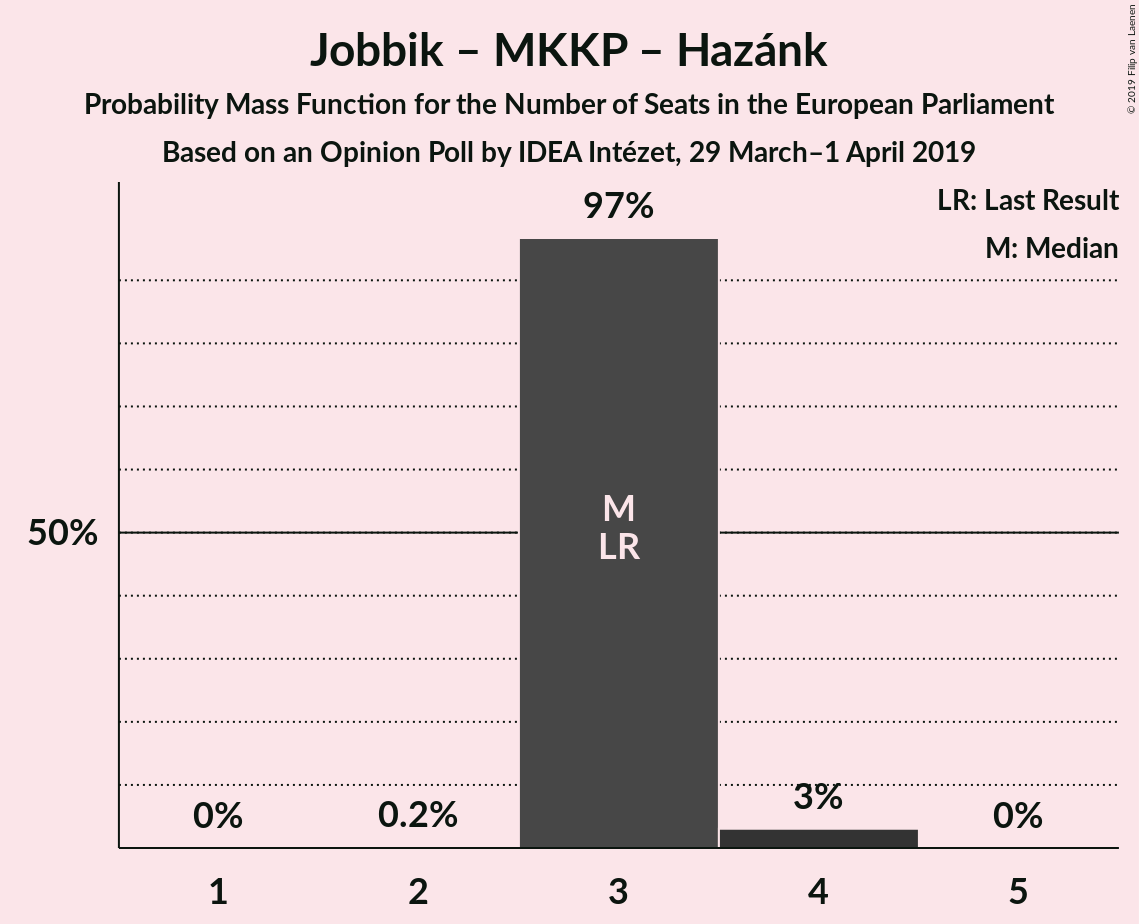 Jobbik – MKKP – Hazánk
Probability Mass Function for the Number of Seats in the European Parliament
Based on an Opinion Poll by IDEA Intézet, 29 March–1 April 2019
© 2019 Filip van Laenen
LR: Last Result
M: Median
97%
M
LR
50%
0%
0.2%
3%
0%
1
2
3
4
5